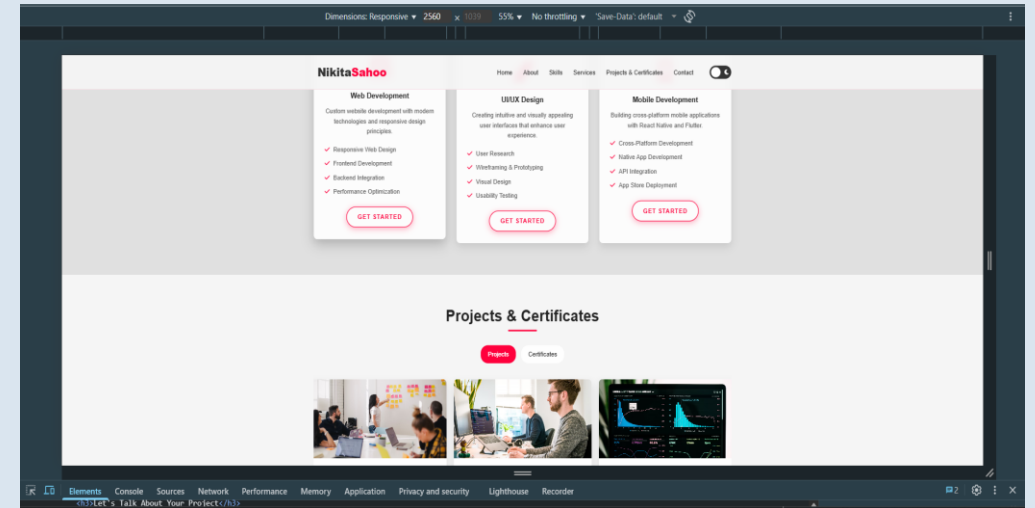 Dimensions: Responsive 2560 × 1039 55% No throttling 'Save-Data': default
NikitaSahoo
Home About Skills Services Projects & Certificates Contact
Web Development
Custom website development with modern
technologies and responsive design
principles.
Responsive Web Design
Frontend Development
Backend Integration
Performance Optimization
GET STARTED
UI/UX Design
Creating intuitive and visually appealing
user interfaces that enhance user
experience.
User Research
Wireframing & Prototyping
Visual Design
Usability Testing
GET STARTED
Mobile Development
Building cross-platform mobile applications
with React Native and Flutter.
Cross-Platform Development
Native App Development
API Integration
App Store Deployment
GET STARTED
Projects & Certificates
Projects Certificates
Elements Console Sources Network Performance Memory Application Privacy and security Lighthouse Recorder 2
<h3>Let's Talk About Your Project</h3>